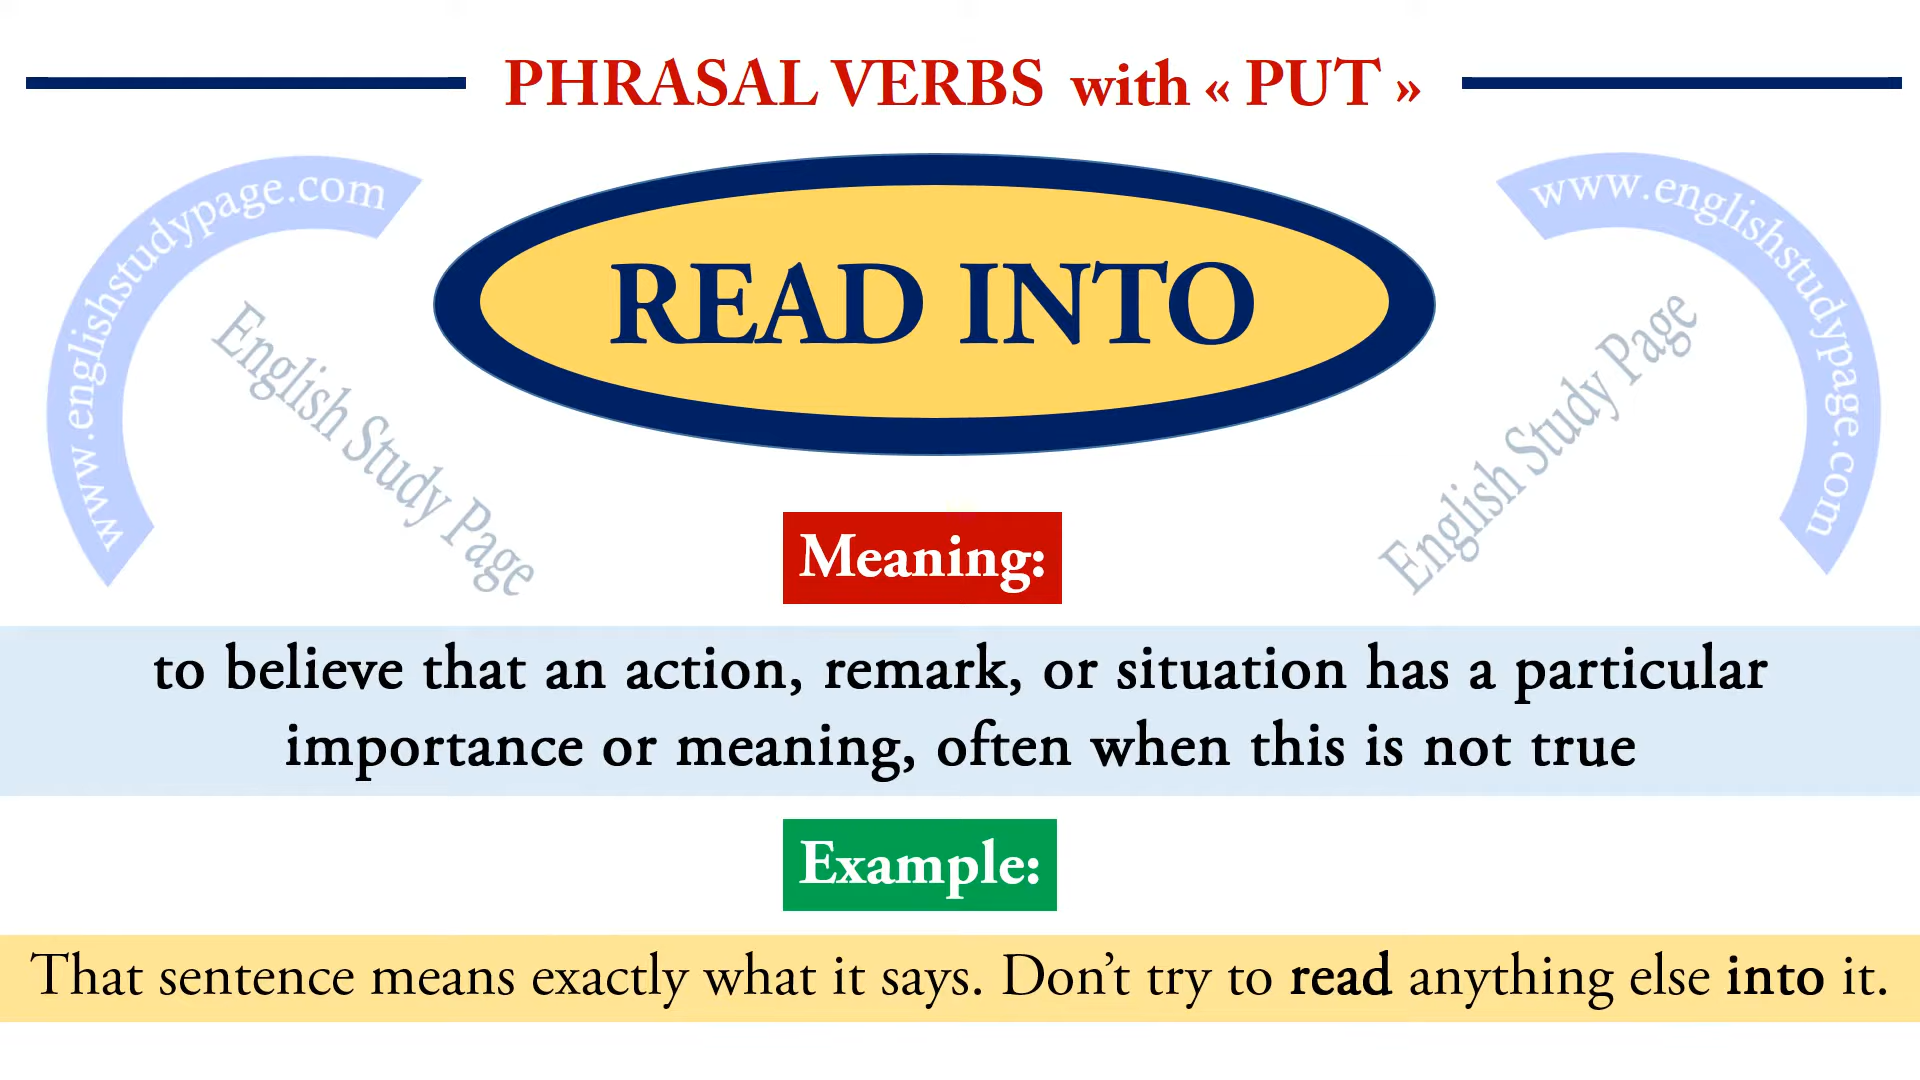 PHRASAL VERBS with « PUT »
www.englishstudypage.com
www.englishstudypage.com
READ INTO
English Study Page
English Study Page
Meaning:
to believe that an action, remark, or situation has a particular
importance or meaning, often when this is not true
Example:
That sentence means exactly what it says. Don’t try to read anything else into it.